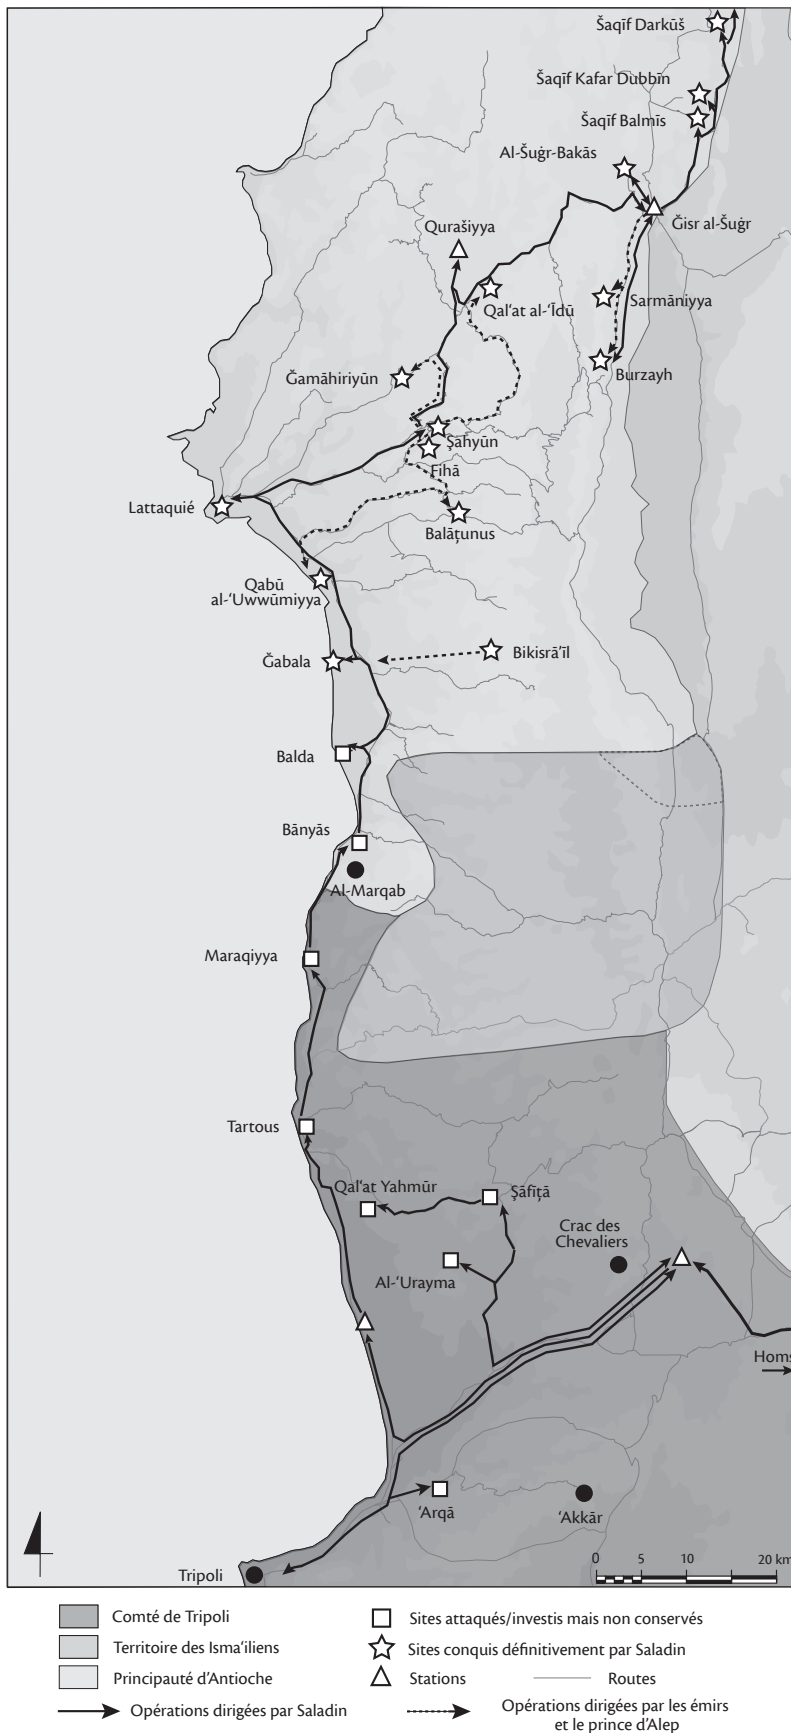 Šaqīf Darkūš
Šaqīf Kafar Dubbīn
Šaqīf Balmīs
Al-Šuġr-Bakās
Ǧisr al-Šuġr
Qurašiyya
Qal‘at al-‘Īdū
Sarmāniyya
Ǧamāhiriyūn
Burzayh
Ṣahyūn
Fihā
Lattaquié
Balāṭunus
Qabū
al-‘Uwwūmiyya
Bikisrā’īl
Ǧabala
Balda
Bānyās
Al-Marqab
Maraqiyya
Tartous
Qal‘at Yahmūr
Ṣāfīṭā
Crac des
Chevaliers
Al-‘Urayma
Homs
‘Arqā
‘Akkār
Tripoli
0 5 10 20 km
Comté de Tripoli
Territoire des Isma‘iliens
Principauté d’Antioche
Opérations dirigées par Saladin
Sites attaqués/investis mais non conservés
Sites conquis définitivement par Saladin
Stations
Routes
Opérations dirigées par les émirs
et le prince d’Alep